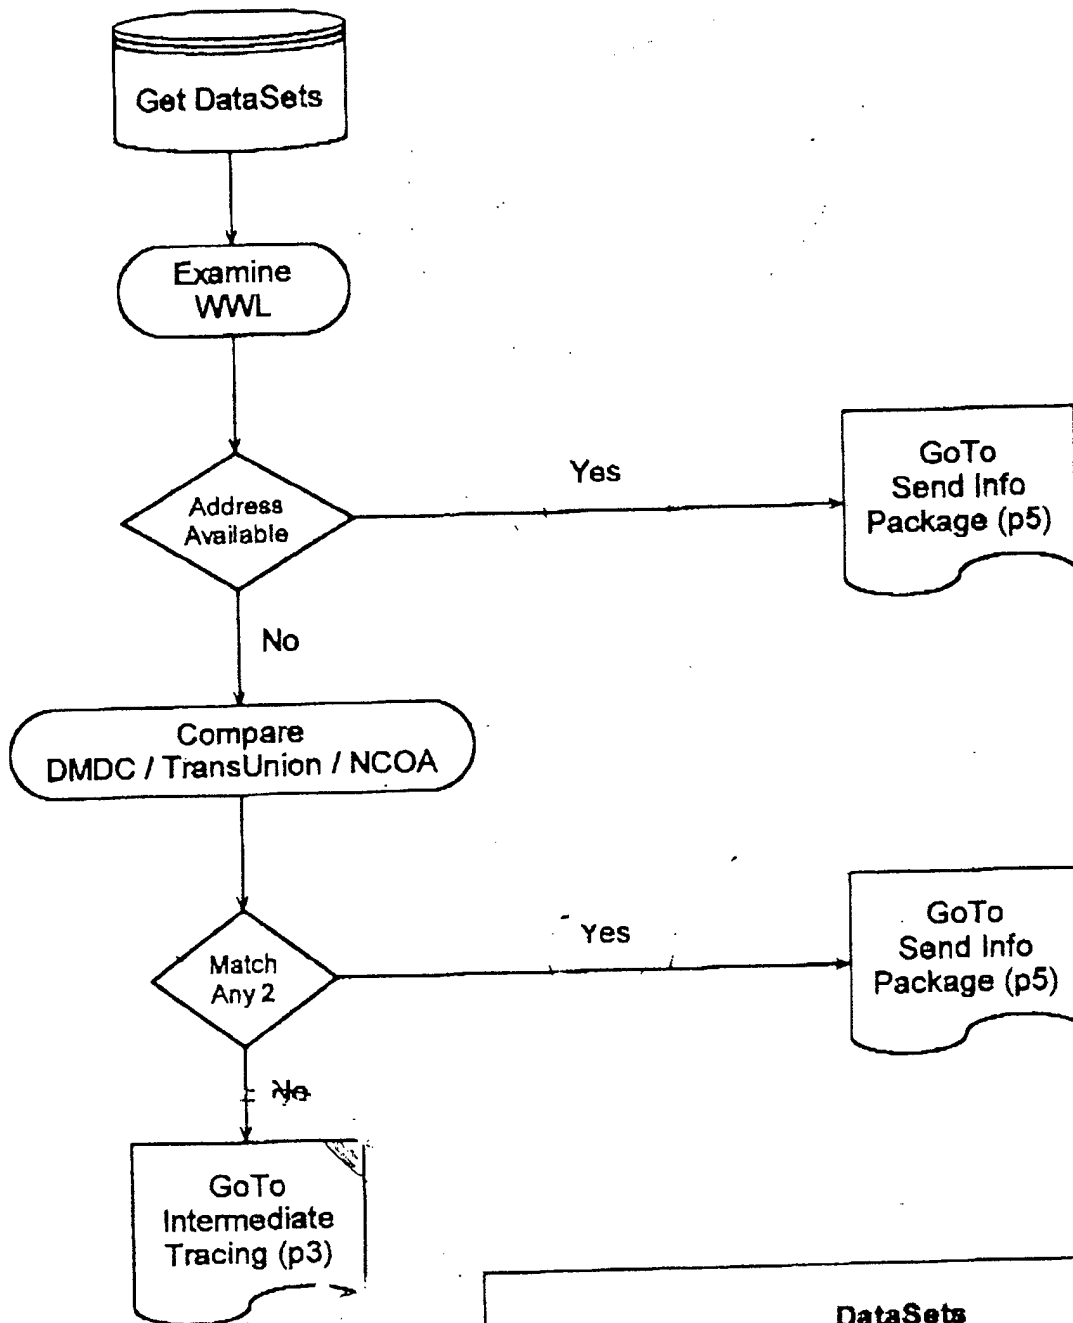 Get DataSets
Examine
WWL
Address
Available
Yes
GoTo
Send Info
Package (p5)
No
Compare
DMDC / TransUnion / NCOA
Match
Any 2
Yes
GoTo
Send Info
Package (p5)
No
GoTo
Intermediate
Tracing (p3)
DataSets